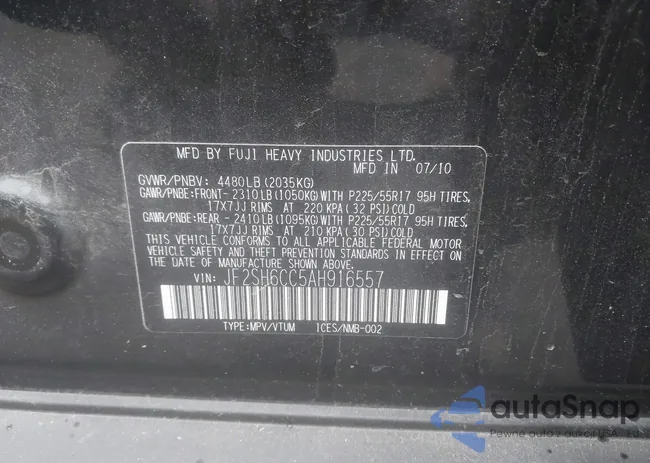 MFD BY FUJI HEAVY INDUSTRIES LTD.
MFD IN 07/10
GVWR/PNBV: 4480LB(2035KG)
GAWR/PNBE:FRONT-2310LB(1050KG)WITH P225/55R17 95H TIRES,
17X7JJ RIMS AT 220 KPA(32 PSI)COLD
GAWR/PNBE:REAR -2410LB(1095KG)WITH P225/55R17 95H TIRES,
17X7JJ RIMS AT 210 KPA(30 PSI)COLD
THIS VEHICLE CONFORMS TO ALL APPLICABLE FEDERAL MOTOR
VEHICLE SAFETY AND THEFT PREVENTION STANDARDS IN EFFECT ON
THE DATE OF MANUFACTURE SHOWN ABOVE.
VIN: JF2SH6CC5AH916557
TYPE:MPV/VTUM ICES/NMB-002
autoSnap